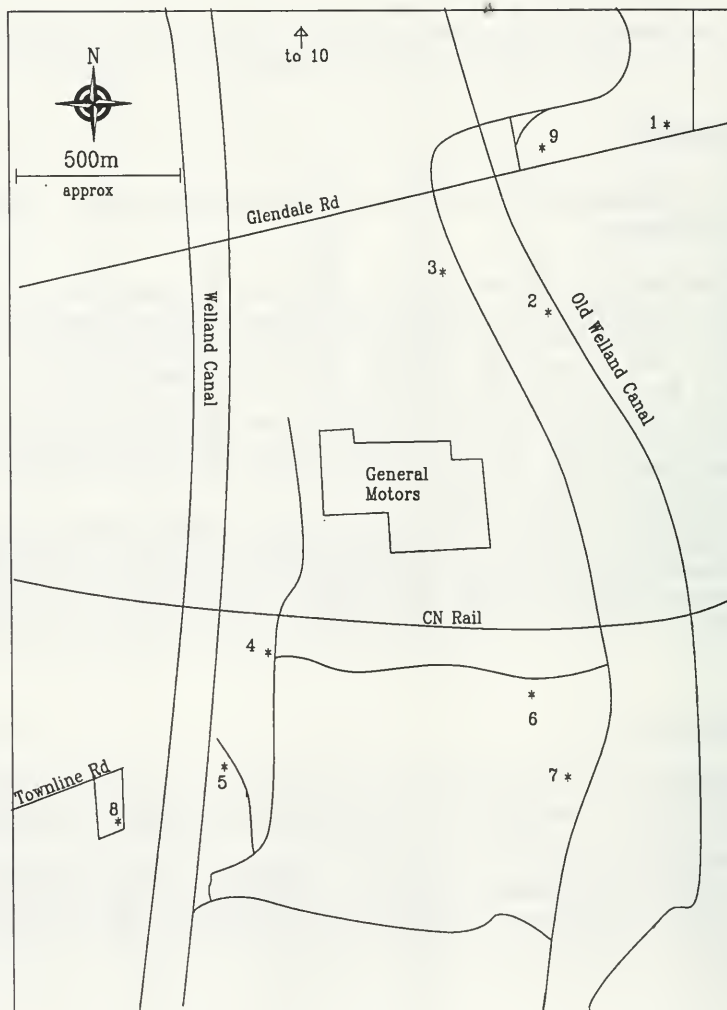 to 10
N
500m
approx
1
9
Glendale Rd
3
2
Welland Canal
Old Welland Canal
General
Motors
CN Rail
4
6
5
7
Townline Rd
8